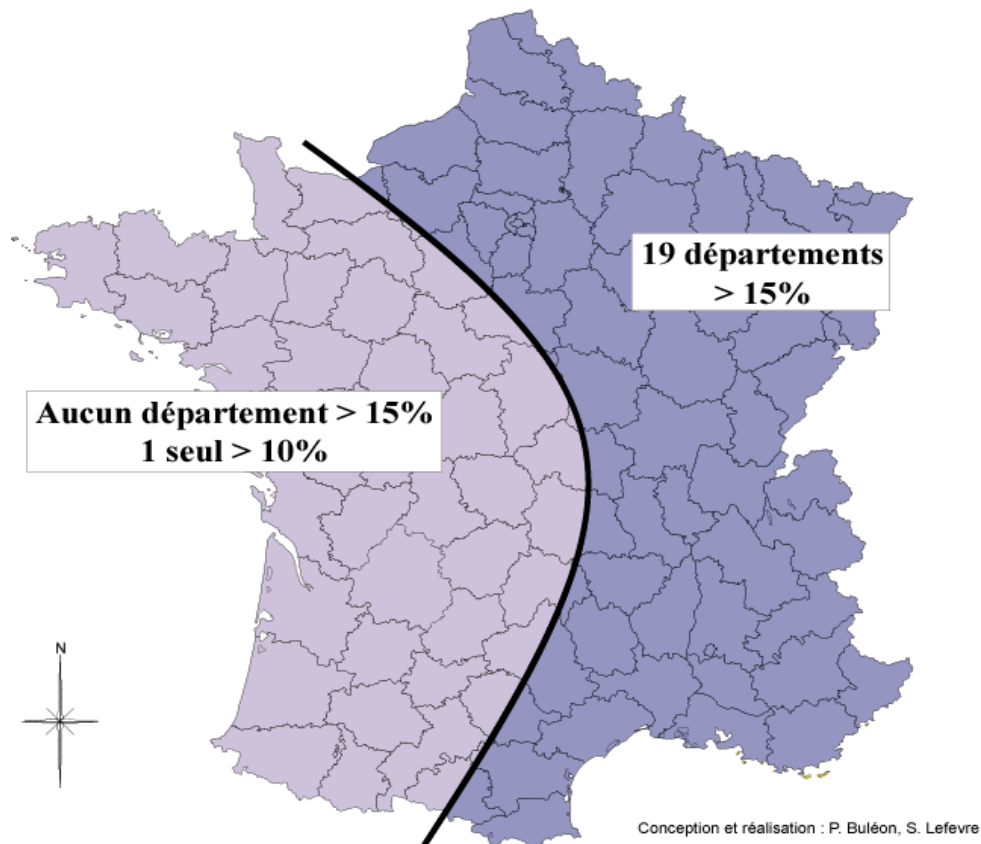 19 départements
> 15%
Aucun département > 15%
1 seul > 10%
N
Conception et réalisation : P. Buléon, S. Lefevre